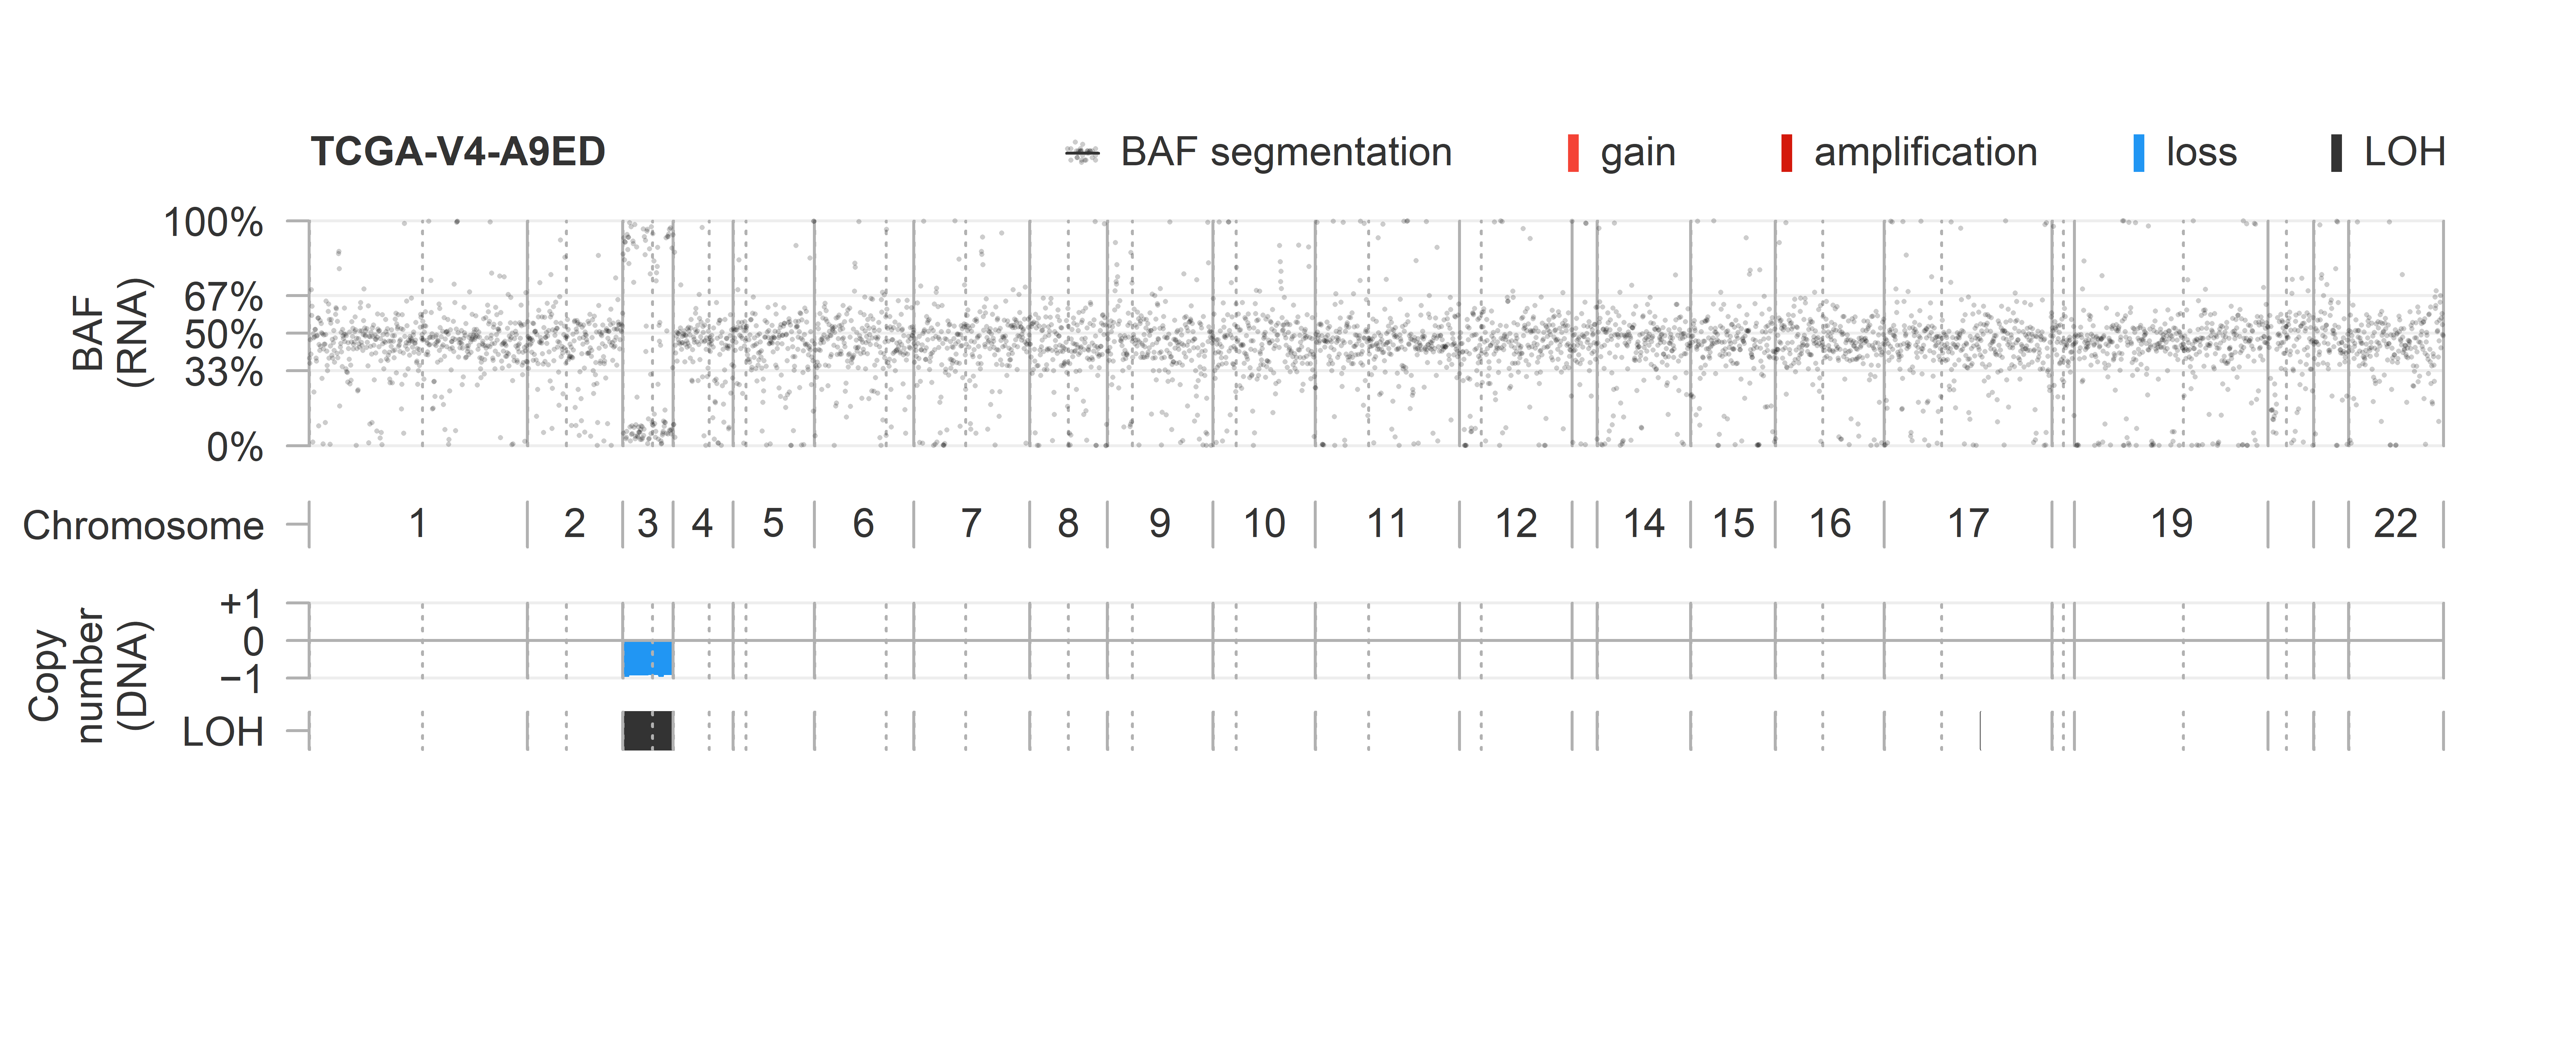 TCGA-V4-A9ED
BAF segmentation
gain
amplification
loss
LOH
BAF
(RNA)
100%
67%
50%
33%
0%
Chromosome
1 2 3 4 5 6 7 8 9 10 11 12 14 15 16 17 19 22
Copy
number
(DNA)
+1
0
−1
LOH